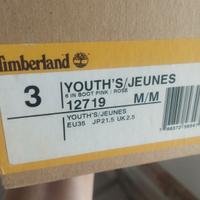 Timberland
3
YOUTH'S/JEUNES
6 IN BOOT PINK / ROSE
12719 M/M
YOUTH'S/JEUNES
EU35 JP21.5 UK2.5